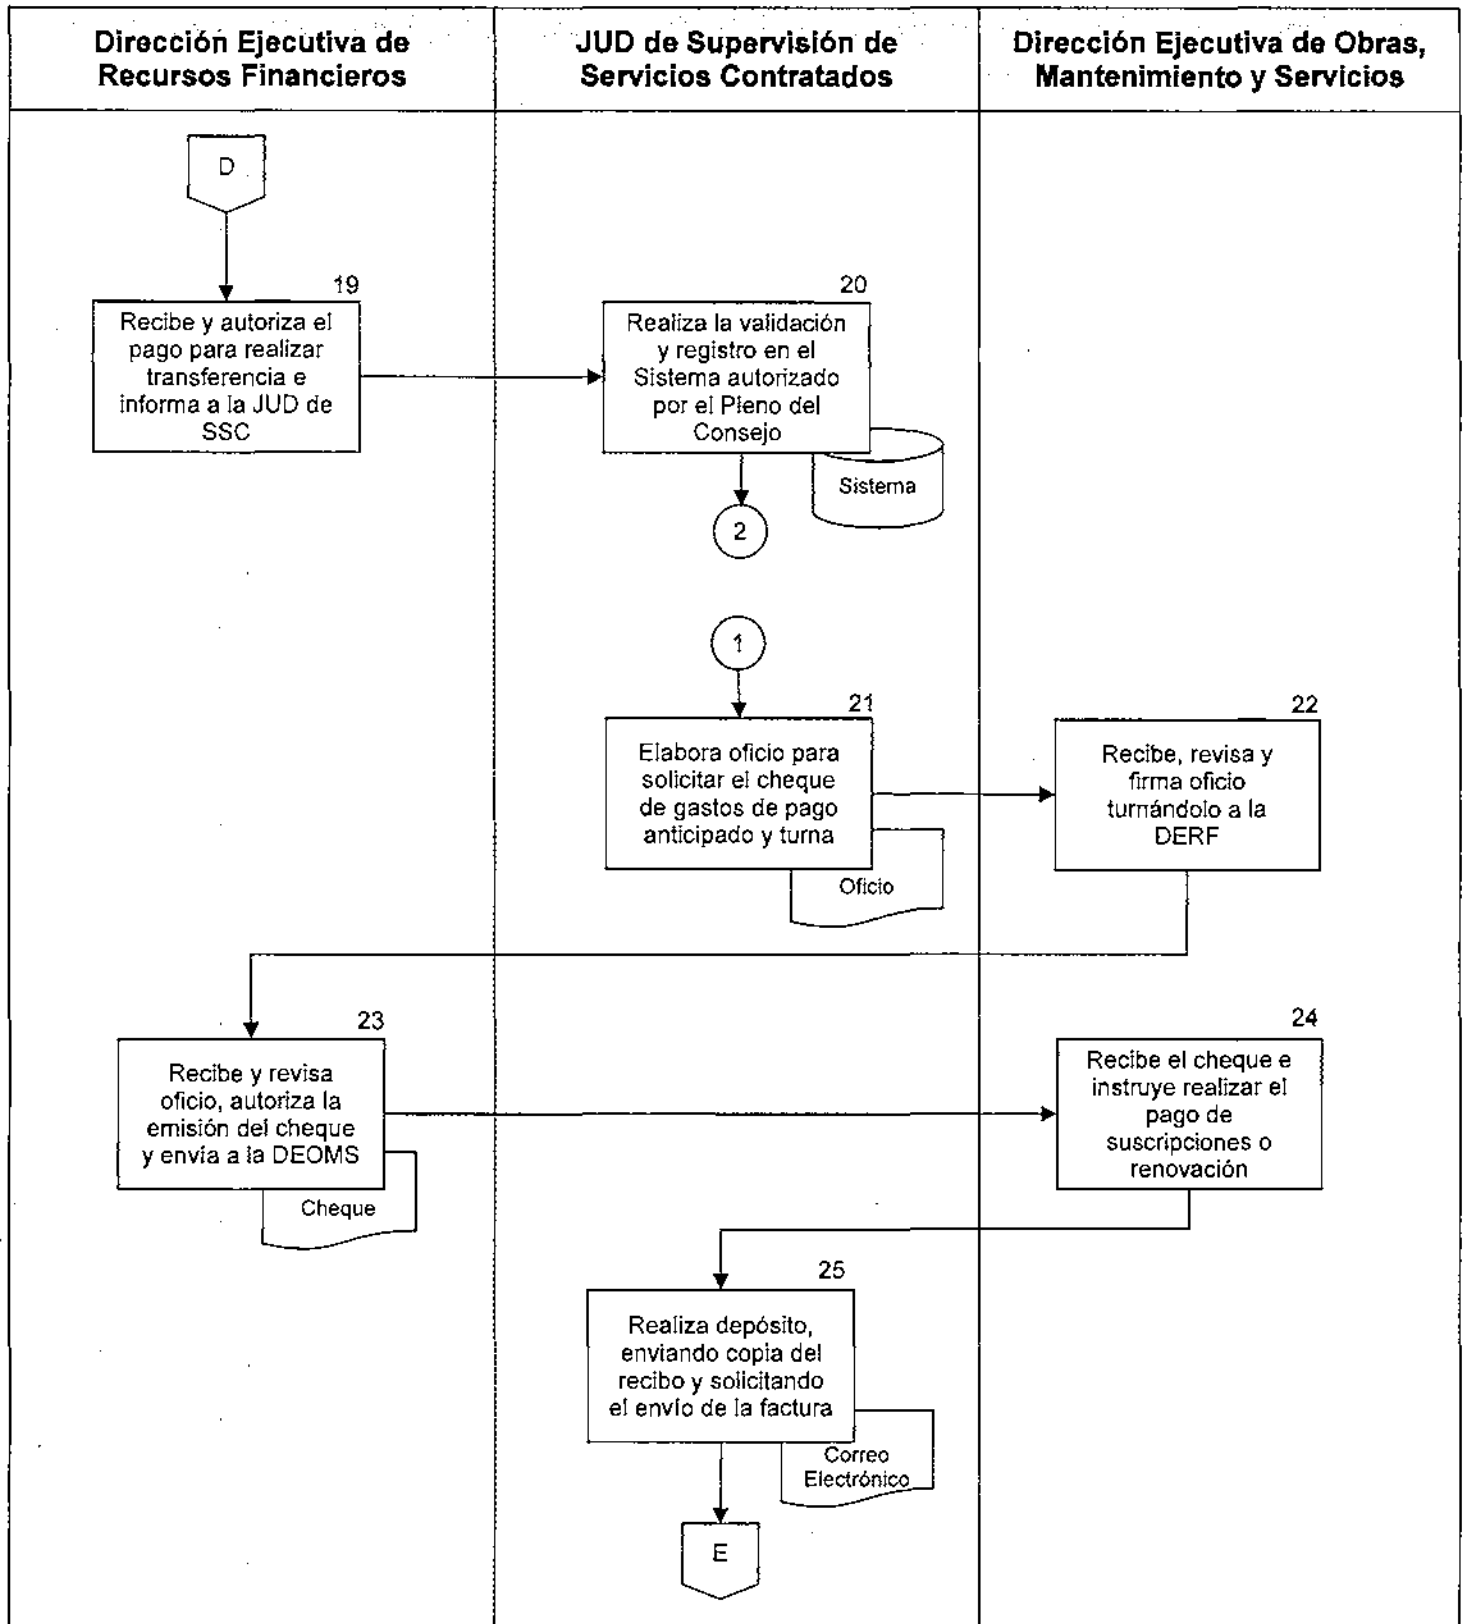 Dirección Ejecutiva de
Recursos Financieros
JUD de Supervisión de
Servicios Contratados
Dirección Ejecutiva de Obras,
Mantenimiento y Servicios
D
19
Recibe y autoriza el
pago para realizar
transferencia e
informa a la JUD de
SSC
20
Realiza la validación
y registro en el
Sistema autorizado
por el Pleno del
Consejo
Sistema
2
1
21
Elabora oficio para
solicitar el cheque
de gastos de pago
anticipado y turna
Oficio
22
Recibe, revisa y
firma oficio
turnándolo a la
DERF
23
Recibe y revisa
oficio, autoriza la
emisión del cheque
y envía a la DEOMS
Cheque
24
Recibe el cheque e
instruye realizar el
pago de
suscripciones o
renovación
25
Realiza depósito,
enviando copia del
recibo y solicitando
el envío de la factura
Correo
Electrónico
E